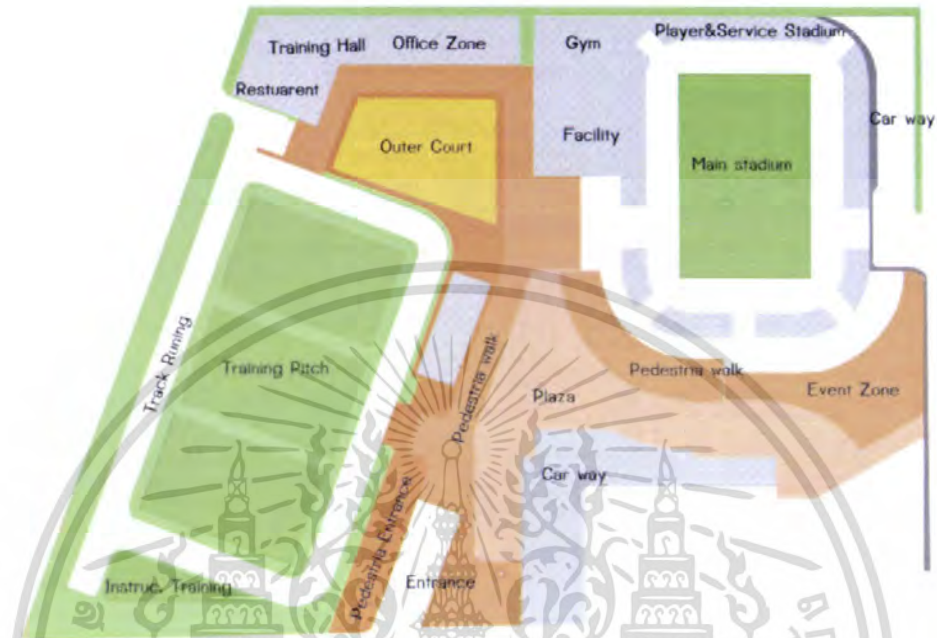 Player&Service Stadium
Training Hall
Office Zone
Gym
Restuarent
Car way
Facility
Outer Court
Main stadium
Track Runing
Training Pitch
Pedestria walk
Pedestria walk
Plaza
Event Zone
Car way
Pedestria Entrance
Instruc. Training
Entrance